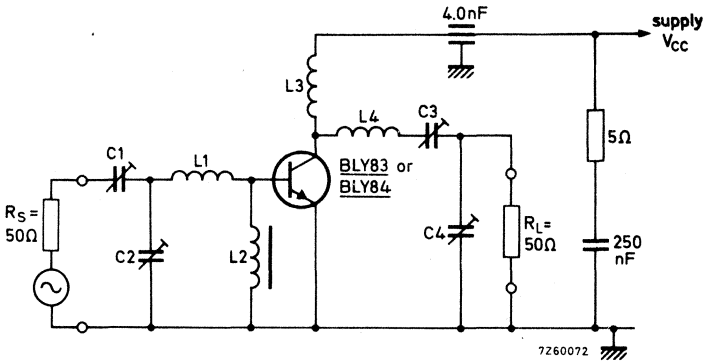 4.0nF
supply
VCC
L3
L4
C3
C1
L1
BLY83 or
BLY84
5Ω
RS=
50Ω
C2
L2
C4
RL=
50Ω
250
nF
7Z60072